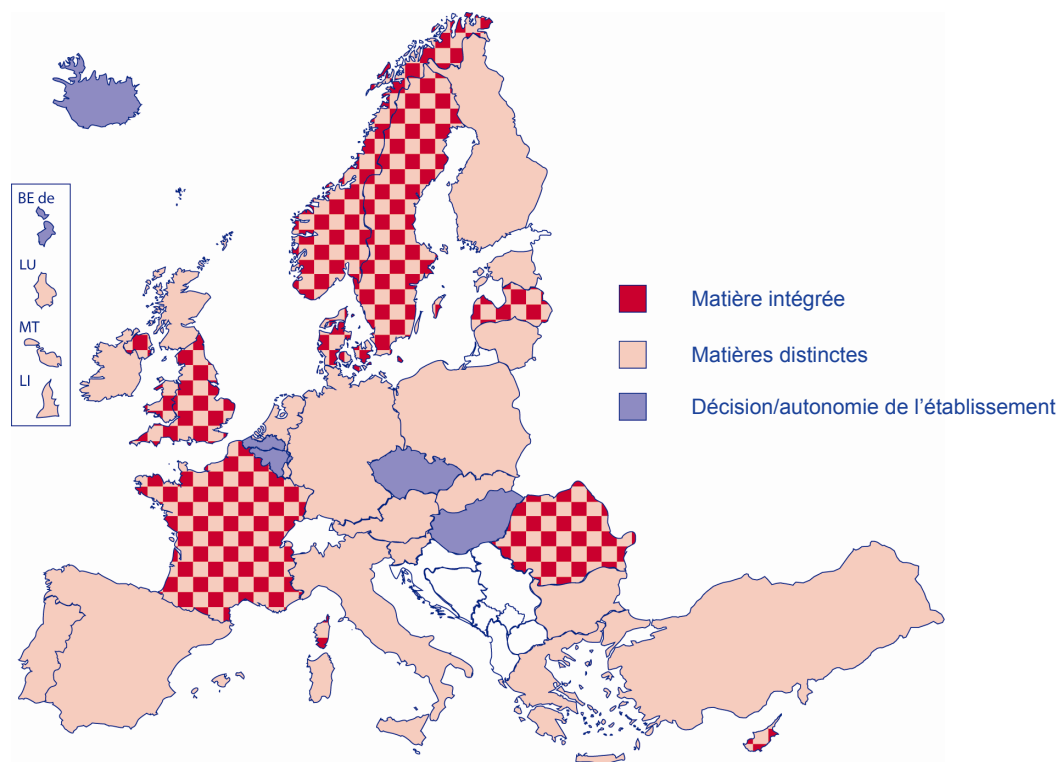 BE de
LU
MT
LI
Matière intégrée
Matières distinctes
Décision/autonomie de l'établissement